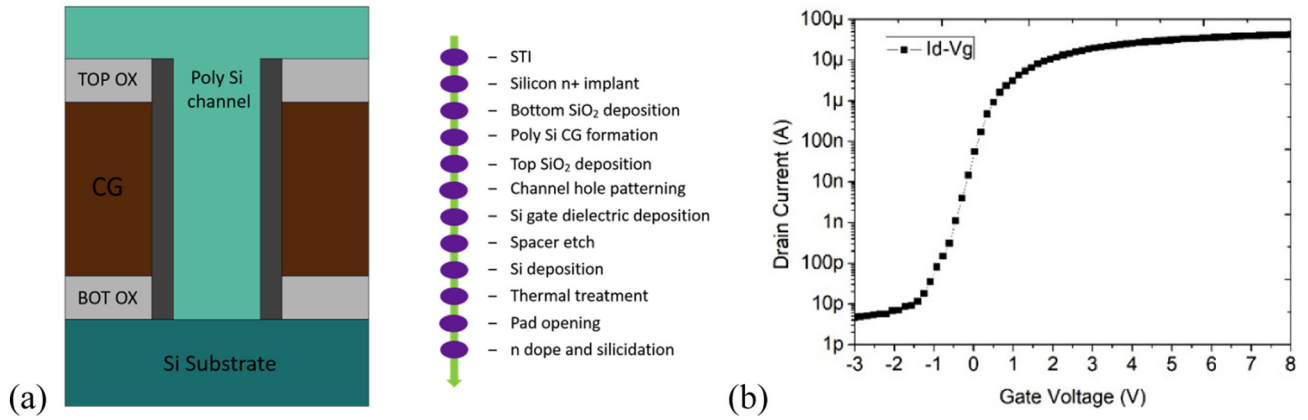 TOP OX
Poly Si
channel
CG
BOT OX
Si Substrate
(a)
– STI
– Silicon n+ implant
– Bottom SiO₂ deposition
– Poly Si CG formation
– Top SiO₂ deposition
– Channel hole patterning
– Si gate dielectric deposition
– Spacer etch
– Si deposition
– Thermal treatment
– Pad opening
– n dope and silicidation
(b)
Drain Current (A)
100µ
10µ
1µ
100n
10n
1n
100p
10p
1p
Id-Vg
-3 -2 -1 0 1 2 3 4 5 6 7 8
Gate Voltage (V)